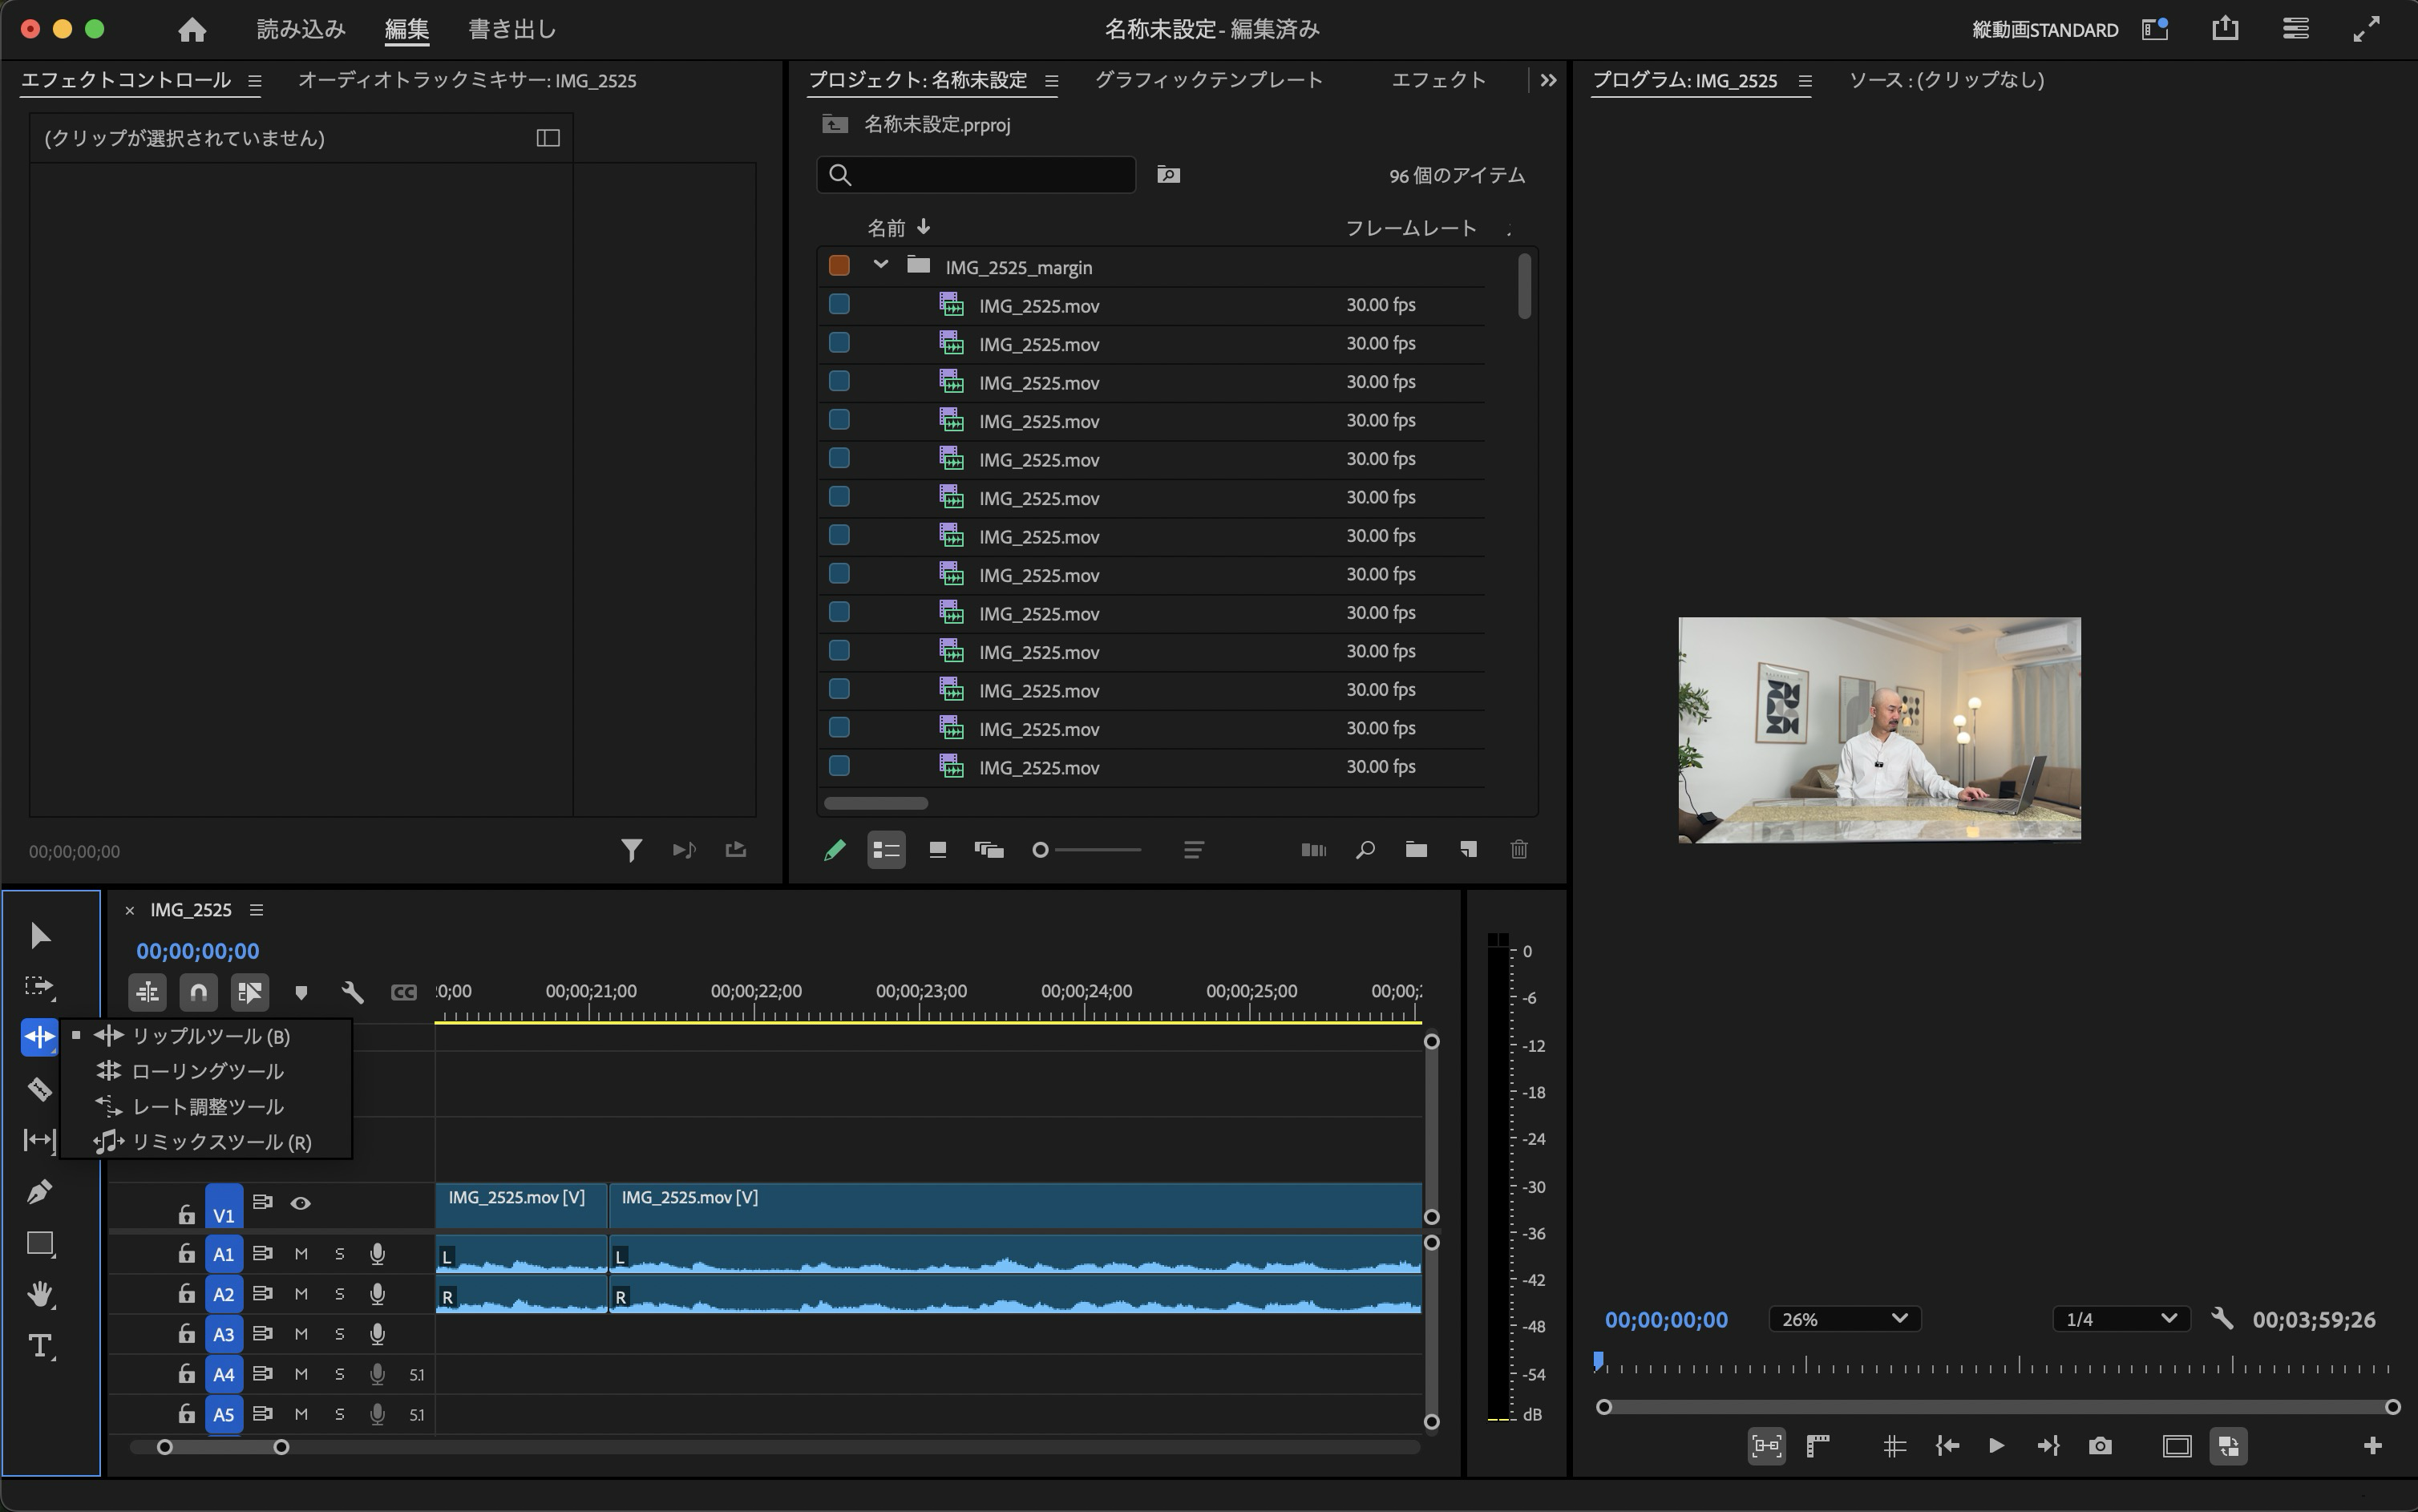 読み込み 編集 書き出し 名称未設定 - 編集済み 縦動画STANDARD
エフェクトコントロール オーディオトラックミキサー: IMG_2525
(クリップが選択されていません)
00;00;00;00
プロジェクト: 名称未設定 グラフィックテンプレート エフェクト
名称未設定.prproj
96 個のアイテム
名前 フレームレート
IMG_2525_margin
IMG_2525.mov 30.00 fps
IMG_2525.mov 30.00 fps
IMG_2525.mov 30.00 fps
IMG_2525.mov 30.00 fps
IMG_2525.mov 30.00 fps
IMG_2525.mov 30.00 fps
IMG_2525.mov 30.00 fps
IMG_2525.mov 30.00 fps
IMG_2525.mov 30.00 fps
IMG_2525.mov 30.00 fps
IMG_2525.mov 30.00 fps
IMG_2525.mov 30.00 fps
IMG_2525.mov 30.00 fps
プログラム: IMG_2525 ソース : (クリップなし)
00;00;00;00 26% 1/4 00;03;59;26
× IMG_2525
00;00;00;00
CC :0;00 00;00;21;00 00;00;22;00 00;00;23;00 00;00;24;00 00;00;25;00 00;00;:
リップルツール (B)
ローリングツール
レート調整ツール
リミックスツール (R)
T
V1 IMG_2525.mov [V] IMG_2525.mov [V]
A1 M S L L
A2 M S R R
A3 M S
A4 M S 5.1
A5 M S 5.1
0
-6
-12
-18
-24
-30
-36
-42
-48
-54
dB